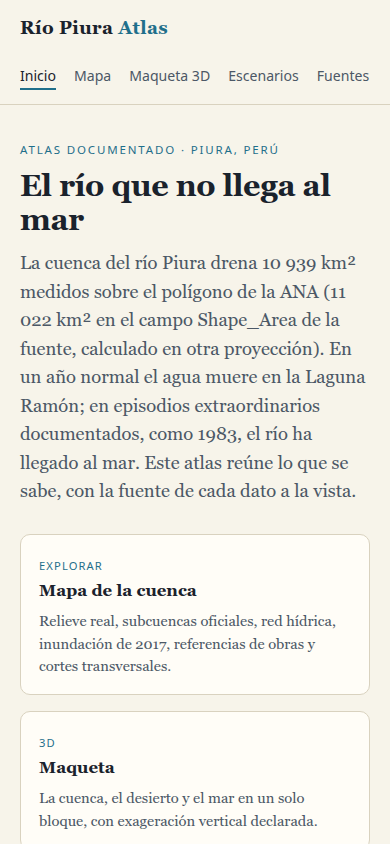 Río Piura Atlas
Inicio Mapa Maqueta 3D Escenarios Fuentes
ATLAS DOCUMENTADO · PIURA, PERÚ
El río que no llega al
mar
La cuenca del río Piura drena 10 939 km²
medidos sobre el polígono de la ANA (11
022 km² en el campo Shape_Area de la
fuente, calculado en otra proyección). En
un año normal el agua muere en la Laguna
Ramón; en episodios extraordinarios
documentados, como 1983, el río ha
llegado al mar. Este atlas reúne lo que se
sabe, con la fuente de cada dato a la vista.
EXPLORAR
Mapa de la cuenca
Relieve real, subcuencas oficiales, red hídrica,
inundación de 2017, referencias de obras y
cortes transversales.
3D
Maqueta
La cuenca, el desierto y el mar en un solo
bloque, con exageración vertical declarada.